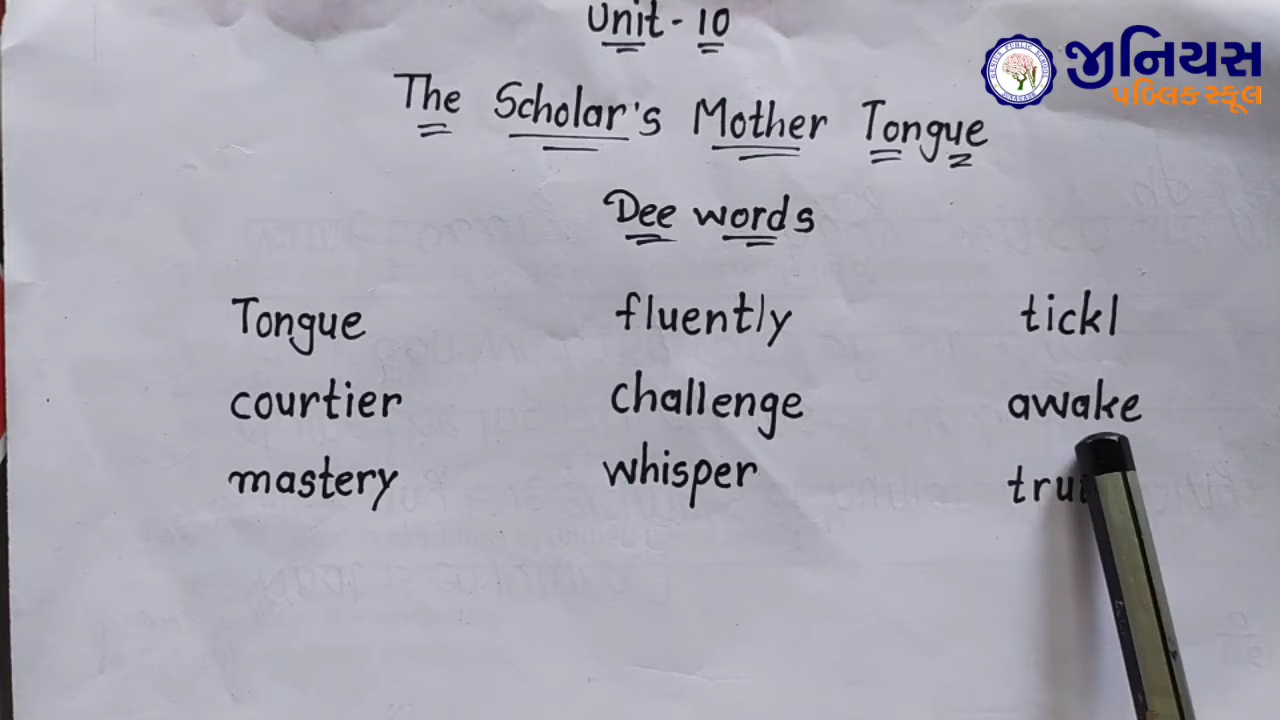 Unit - 10
જીનિયસ
પબ્લિક સ્કૂલ
The Scholar's Mother Tongue
Dee words
Tongue fluently tickl
courtier challenge awake
mastery whisper